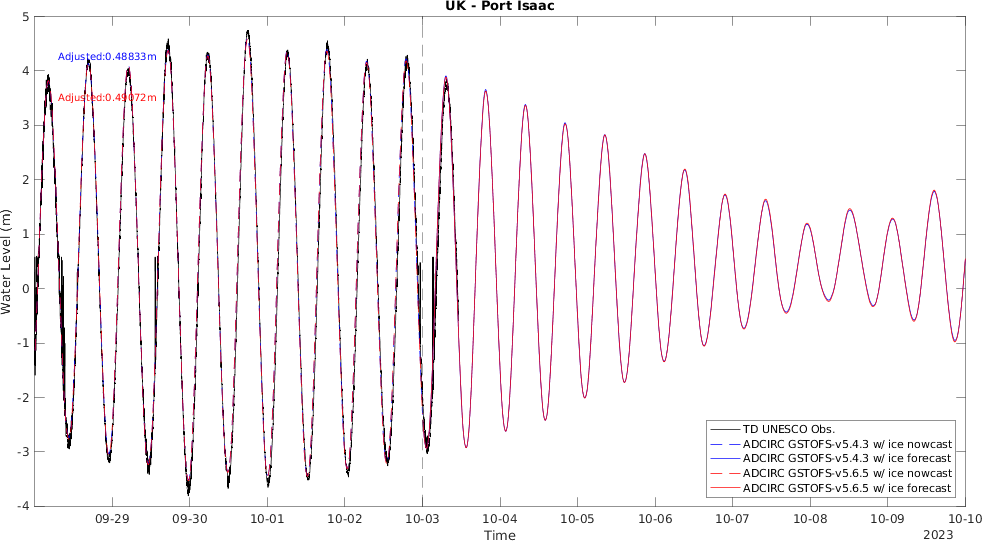 UK - Port Isaac
5
4
3
2
1
0
-1
-2
-3
-4
Water Level (m)
Adjusted:0.48833m
Adjusted:0.49072m
TD UNESCO Obs.
ADCIRC GSTOFS-v5.4.3 w/ ice nowcast
ADCIRC GSTOFS-v5.4.3 w/ ice forecast
ADCIRC GSTOFS-v5.6.5 w/ ice nowcast
ADCIRC GSTOFS-v5.6.5 w/ ice forecast
09-29 09-30 10-01 10-02 10-03 10-04 10-05 10-06 10-07 10-08 10-09 10-10
Time 2023